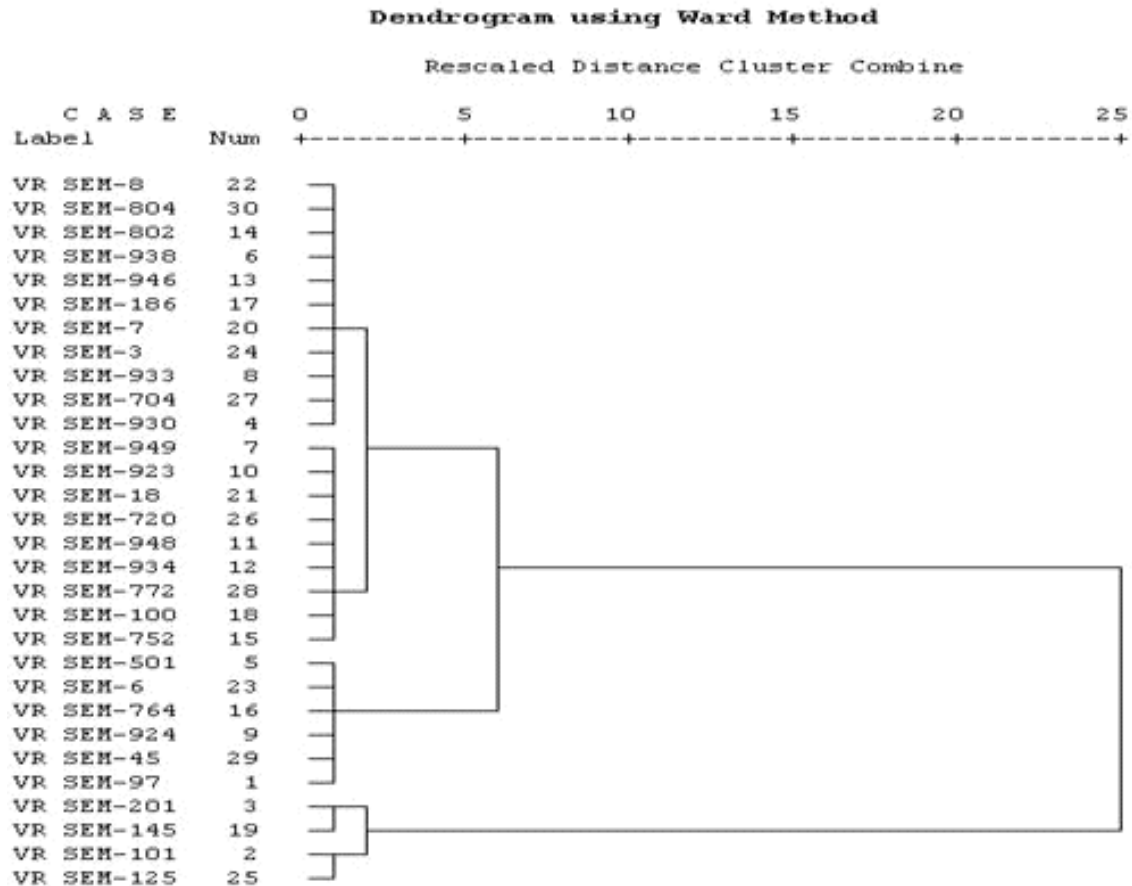 Dendrogram using Ward Method
Rescaled Distance Cluster Combine
C A S E 0 5 10 15 20 25
Label Num +---------+---------+---------+---------+---------+
VR SEM-8 22
VR SEM-804 30
VR SEM-802 14
VR SEM-938 6
VR SEM-946 13
VR SEM-186 17
VR SEM-7 20
VR SEM-3 24
VR SEM-933 8
VR SEM-704 27
VR SEM-930 4
VR SEM-949 7
VR SEM-923 10
VR SEM-18 21
VR SEM-720 26
VR SEM-948 11
VR SEM-934 12
VR SEM-772 28
VR SEM-100 18
VR SEM-752 15
VR SEM-501 5
VR SEM-6 23
VR SEM-764 16
VR SEM-924 9
VR SEM-45 29
VR SEM-97 1
VR SEM-201 3
VR SEM-145 19
VR SEM-101 2
VR SEM-125 25